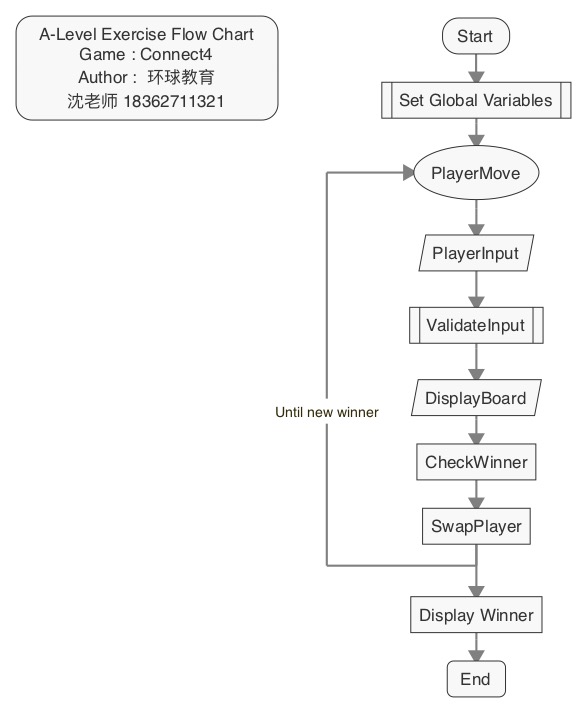 A-Level Exercise Flow Chart
Game : Connect4
Author : 环球教育
沈老师 18362711321
Start
Set Global Variables
PlayerMove
PlayerInput
ValidateInput
DisplayBoard
Until new winner
CheckWinner
SwapPlayer
Display Winner
End